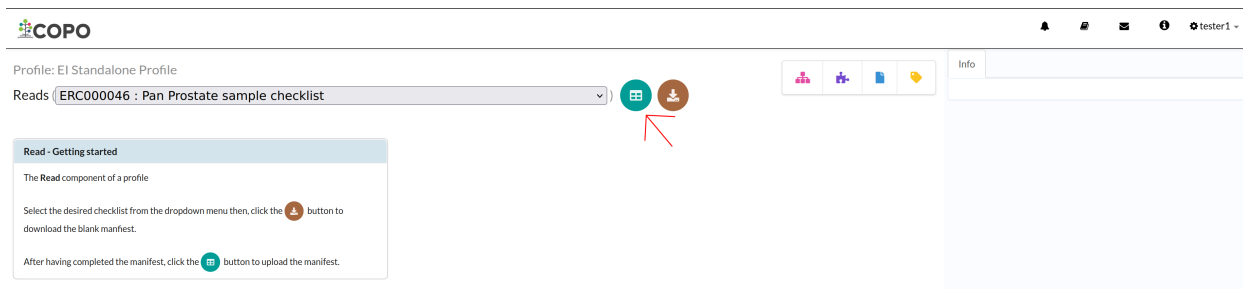 COPO
tester1
Profile: EI Standalone Profile
Reads ( ERC000046 : Pan Prostate sample checklist )
Info
Read - Getting started
The Read component of a profile
Select the desired checklist from the dropdown menu then, click the button to
download the blank manfiest.
After having completed the manifest, click the button to upload the manifest.